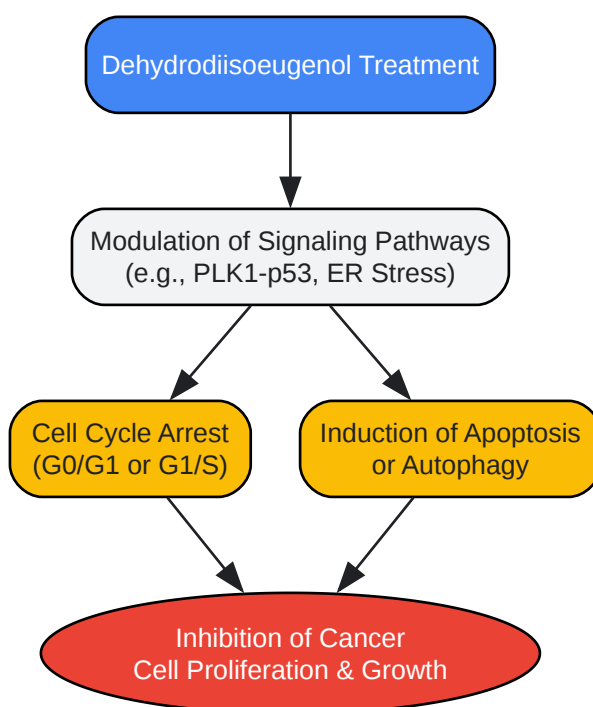 Dehydrodiisoeugenol Treatment
Modulation of Signaling Pathways
(e.g., PLK1-p53, ER Stress)
Cell Cycle Arrest
(G0/G1 or G1/S)
Induction of Apoptosis
or Autophagy
Inhibition of Cancer
Cell Proliferation & Growth